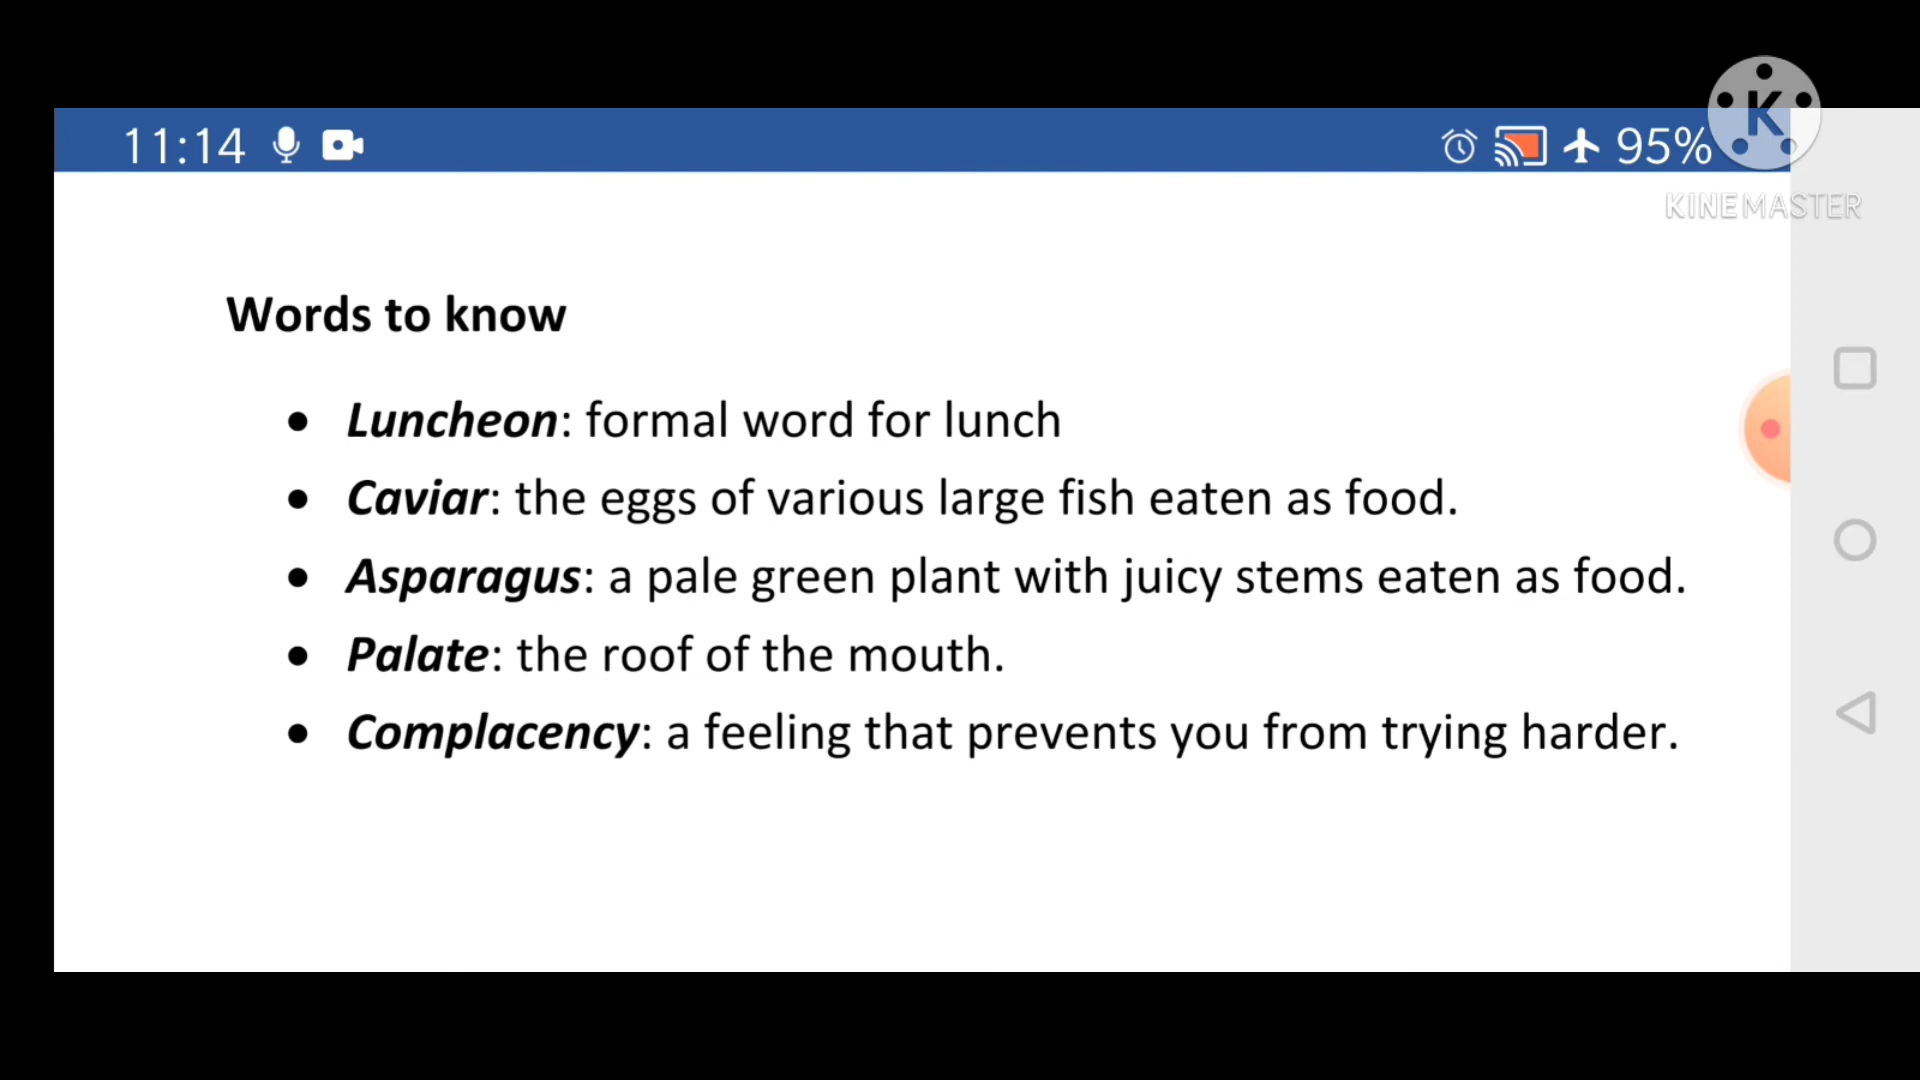 11:14 95%
K
KINEMASTER
Words to know
• Luncheon: formal word for lunch
• Caviar: the eggs of various large fish eaten as food.
• Asparagus: a pale green plant with juicy stems eaten as food.
• Palate: the roof of the mouth.
• Complacency: a feeling that prevents you from trying harder.